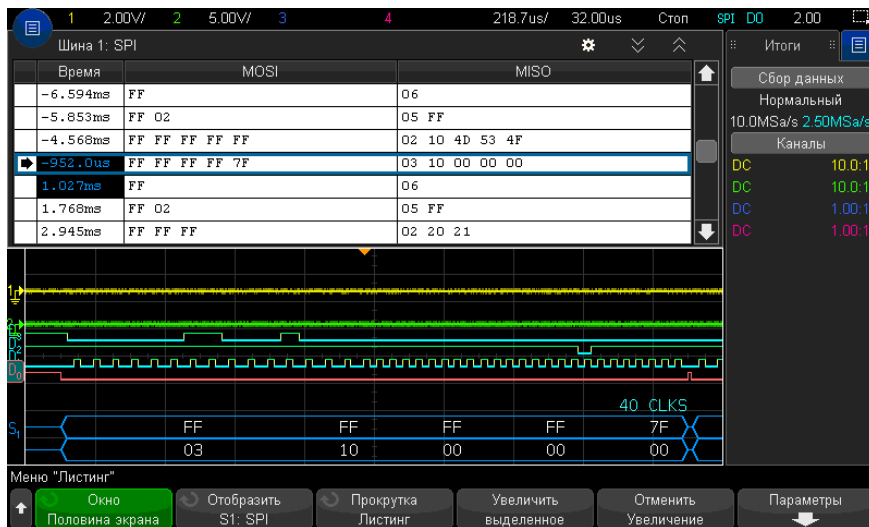 1 2.00V/ 2 5.00V/ 3 4 218.7us/ 32.00us Стоп SPI D0 2.00
Шина 1: SPI
Итоги
Время MOSI MISO
Сбор данных
-6.594ms FF 06
Нормальный
-5.853ms FF 02 05 FF
10.0MSa/s 2.50MSa/s
-4.568ms FF FF FF FF FF 02 10 4D 53 4F
Каналы
-952.0us FF FF FF FF 7F 03 10 00 00 00
DC 10.0:1
1.027ms FF 06
DC 10.0:1
1.768ms FF 02 05 FF
DC 1.00:1
2.945ms FF FF FF 02 20 21
DC 1.00:1
1
2
D0
40 CLKS
S1 FF FF FF FF 7F
03 10 00 00 00
Меню "Листинг"
Окно
Половина экрана
Отобразить
S1: SPI
Прокрутка
Листинг
Увеличить
выделенное
Отменить
Увеличение
Параметры